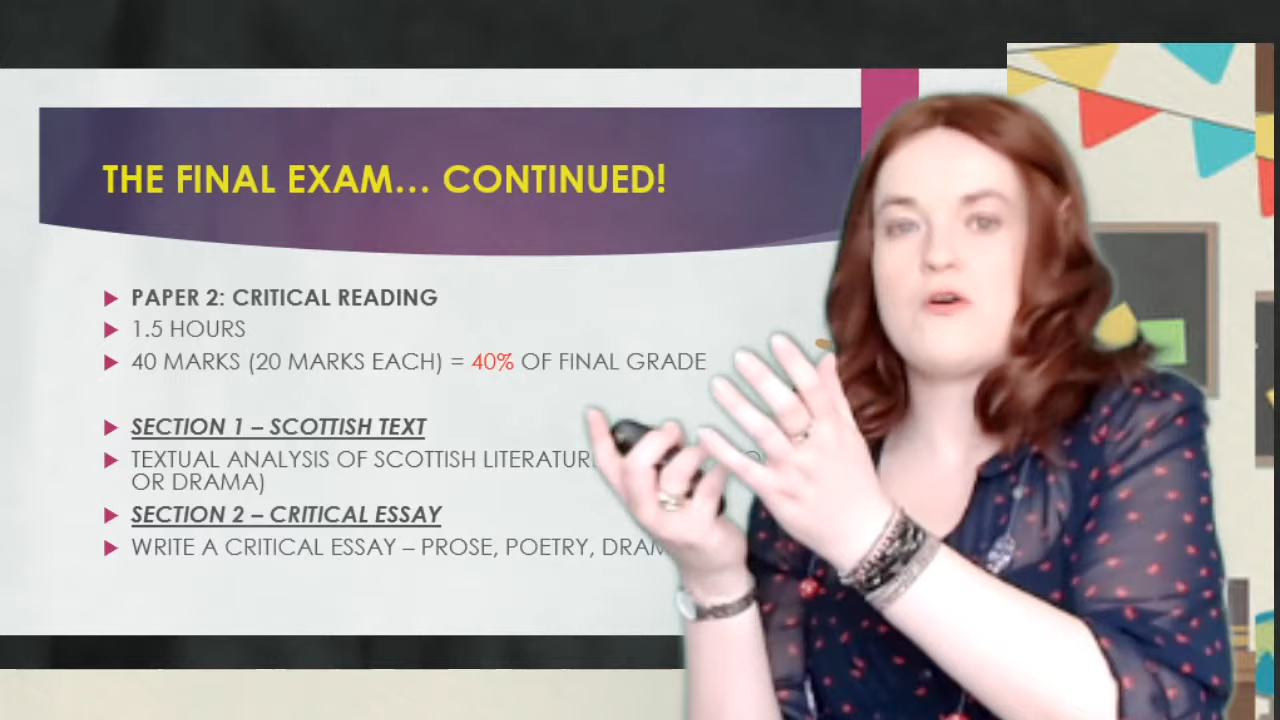 THE FINAL EXAM... CONTINUED!
PAPER 2: CRITICAL READING
1.5 HOURS
40 MARKS (20 MARKS EACH) = 40% OF FINAL GRADE
SECTION 1 – SCOTTISH TEXT
TEXTUAL ANALYSIS OF SCOTTISH
OR DRAMA)
SECTION 2 – CRITICAL ESSAY
WRITE A CRITICAL ESSAY – PROSE, POETRY,